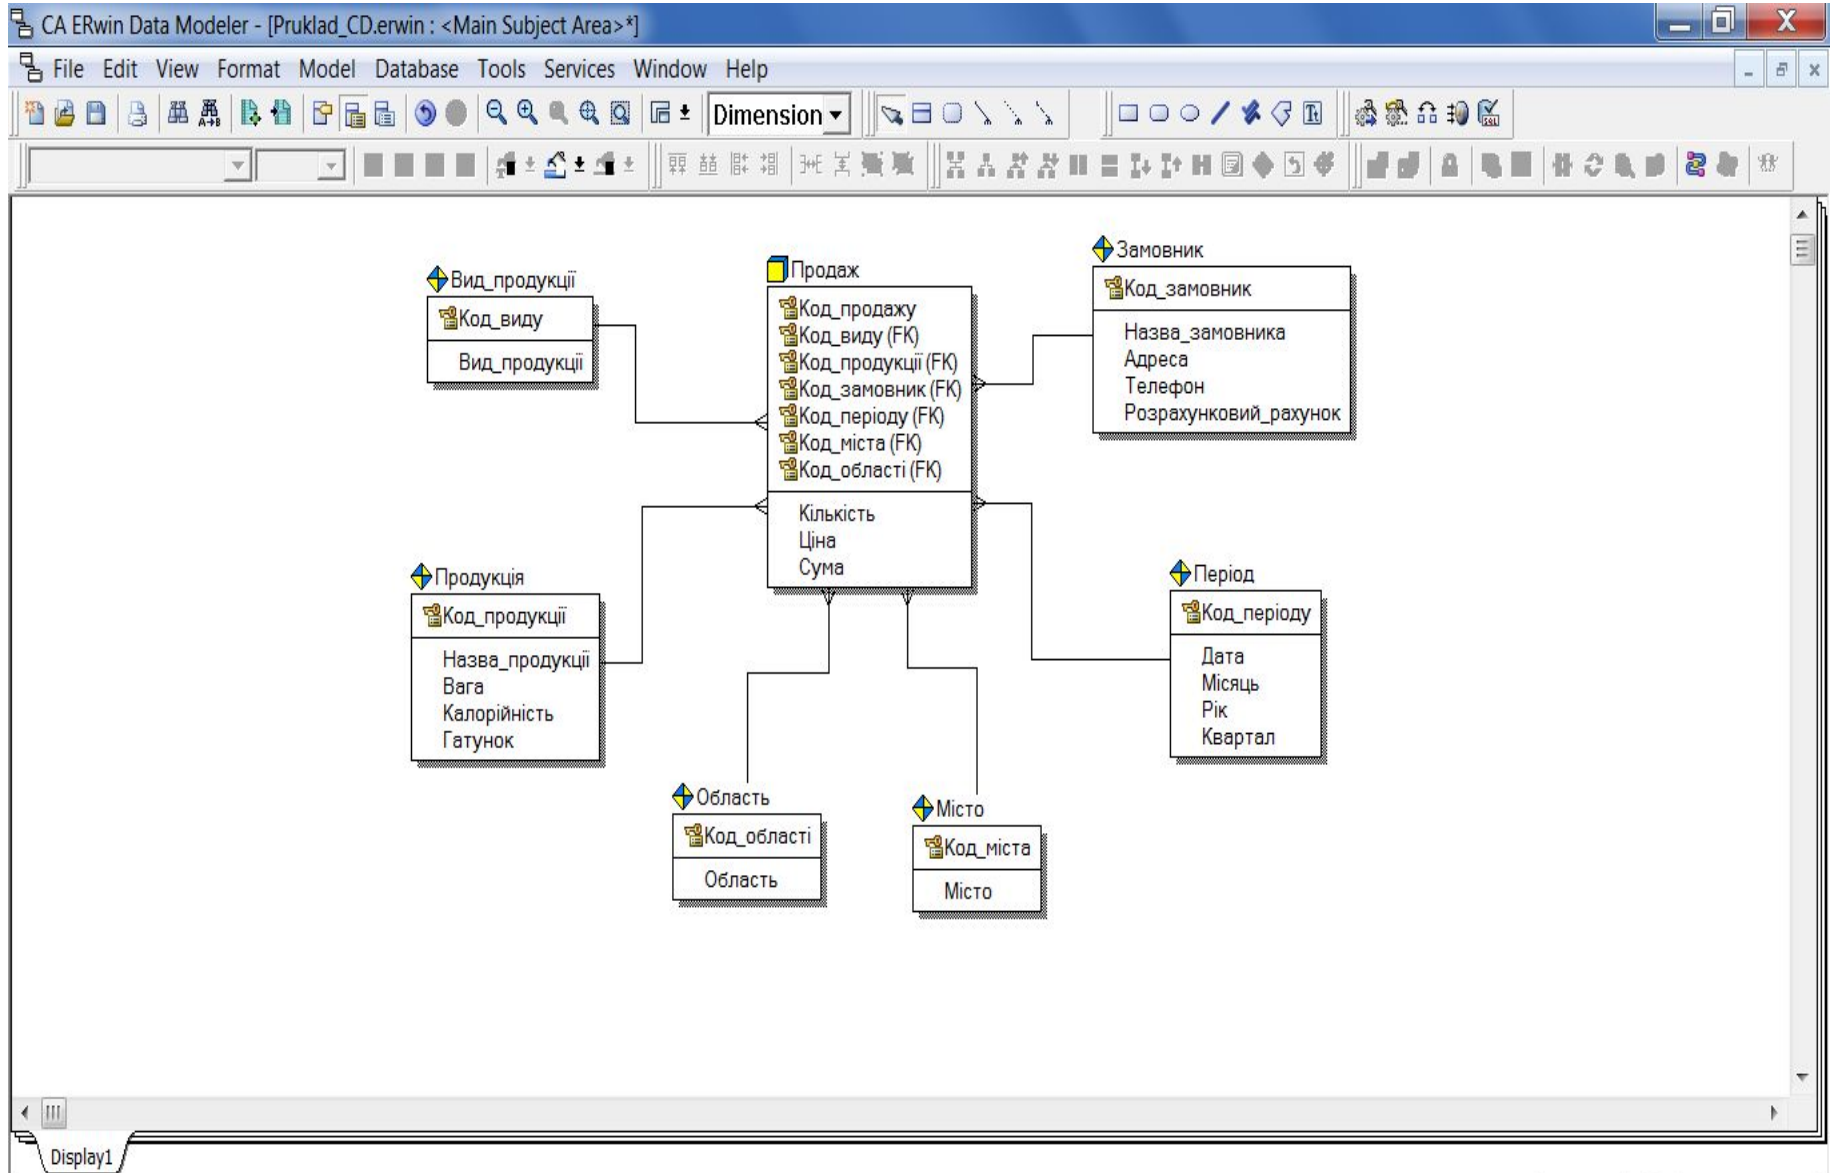 CA ERwin Data Modeler - [Pruklad_CD.erwin : <Main Subject Area>*]
File Edit View Format Model Database Tools Services Window Help
Dimension
Вид_продукції
Код_виду
Вид_продукції
Продаж
Код_продажу
Код_виду (FK)
Код_продукції (FK)
Код_замовник (FK)
Код_періоду (FK)
Код_міста (FK)
Код_області (FK)
Кількість
Ціна
Сума
Замовник
Код_замовник
Назва_замовника
Адреса
Телефон
Розрахунковий_рахунок
Продукція
Код_продукції
Назва_продукції
Вага
Калорійність
Гатунок
Період
Код_періоду
Дата
Місяць
Рік
Квартал
Область
Код_області
Область
Місто
Код_міста
Місто
Display1